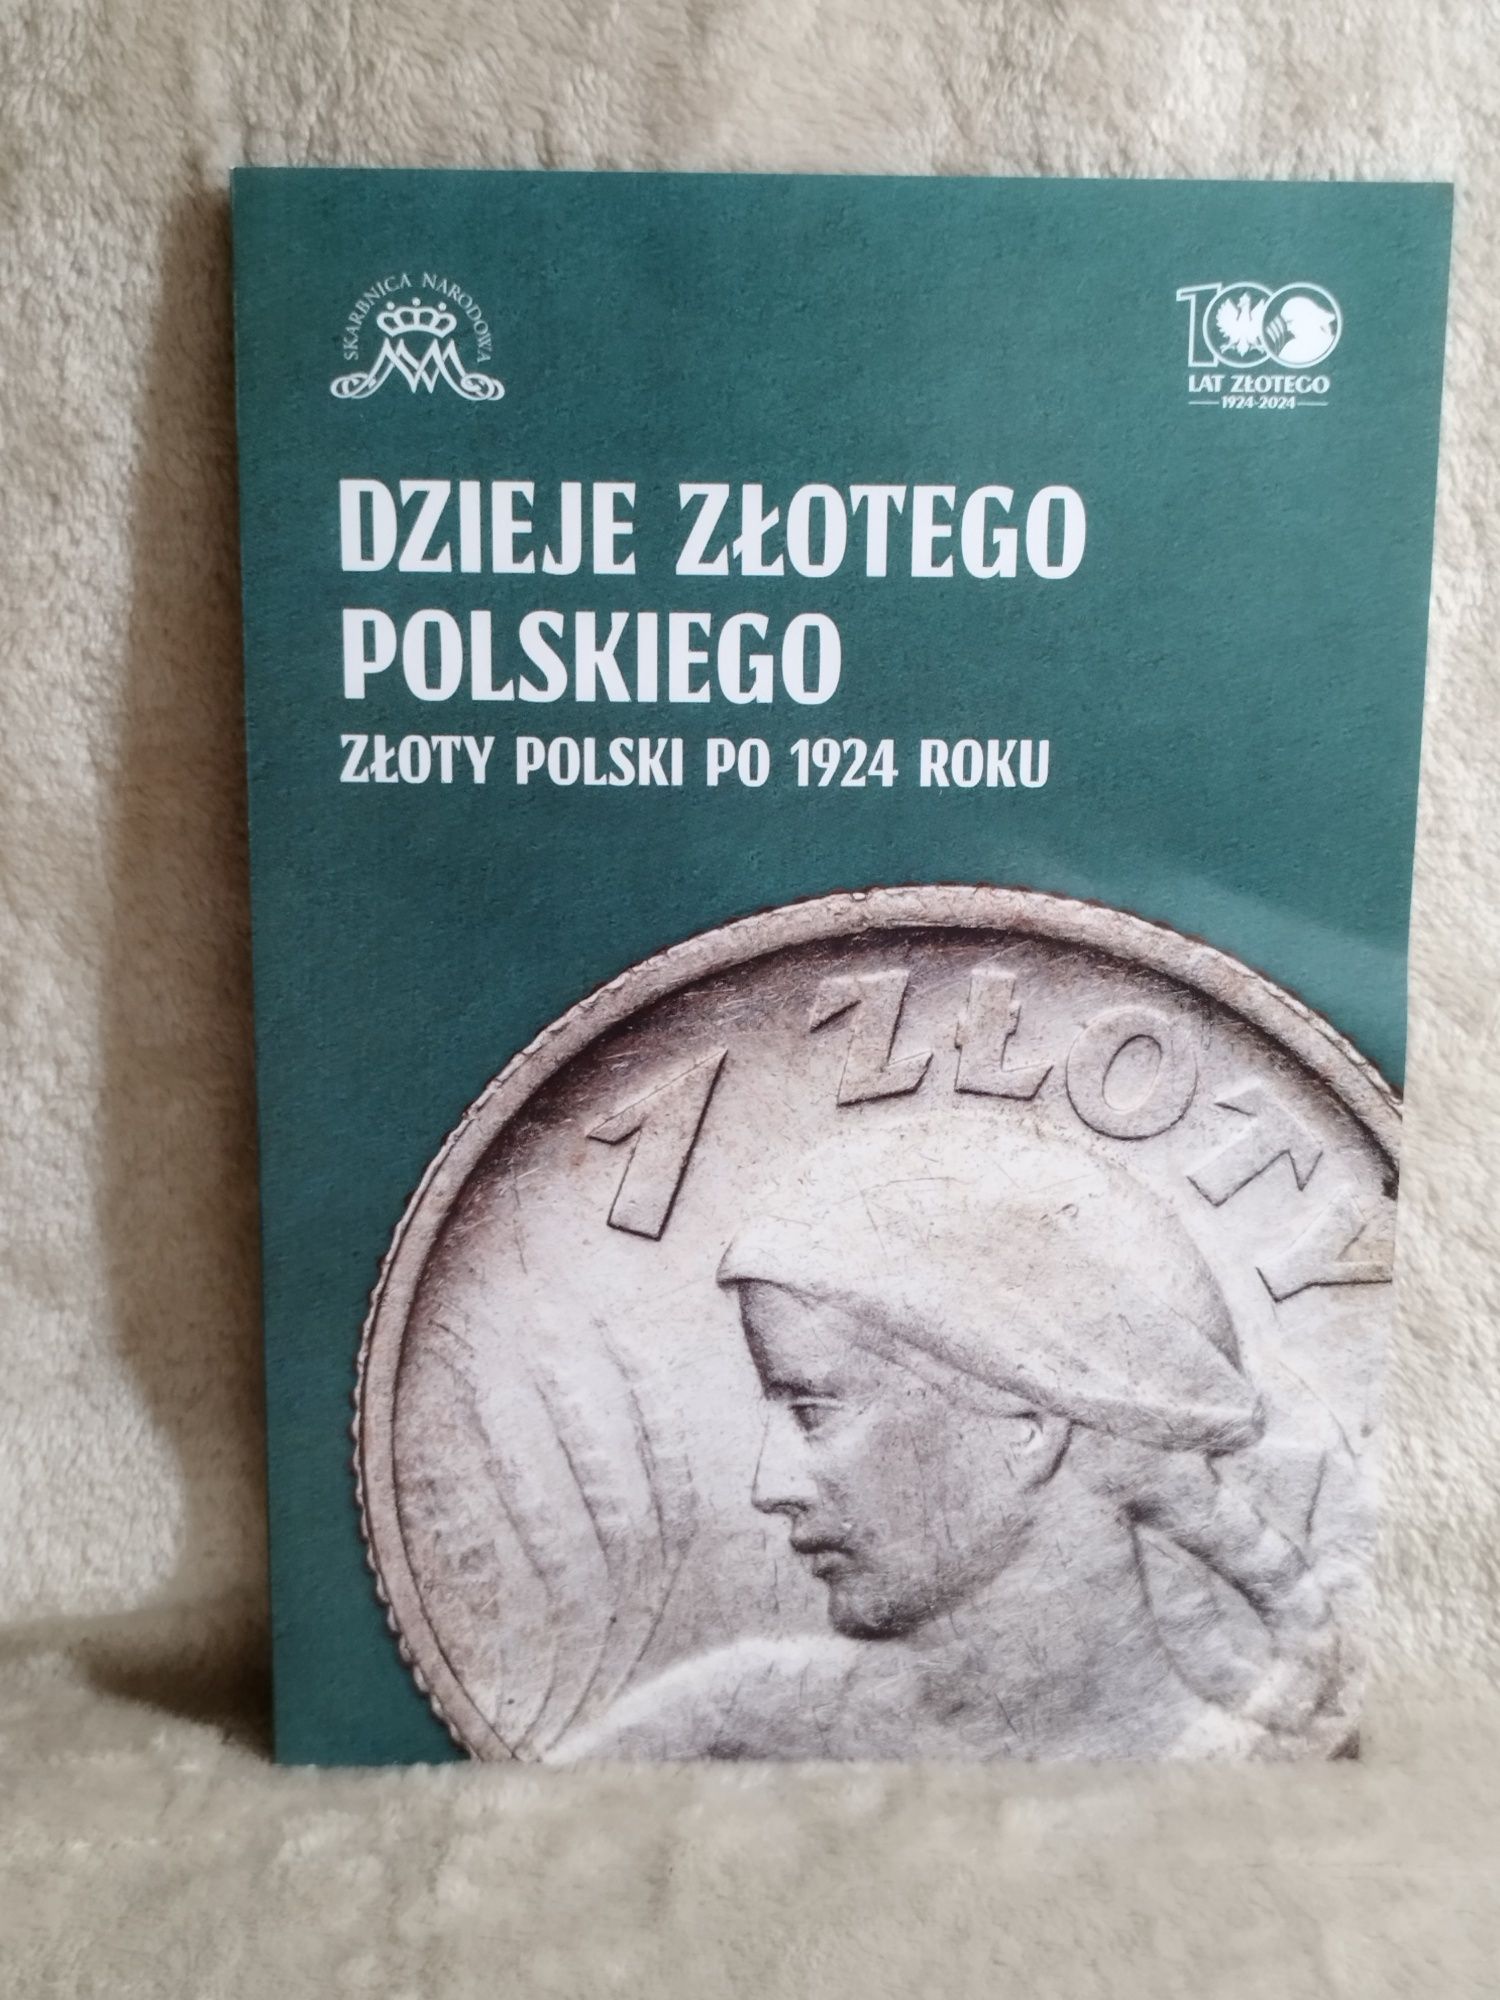 SKARBNICA NARODOWA
100
LAT ZŁOTEGO
1924-2024
DZIEJE ZŁOTEGO
POLSKIEGO
ZŁOTY POLSKI PO 1924 ROKU
1 ZŁOTY